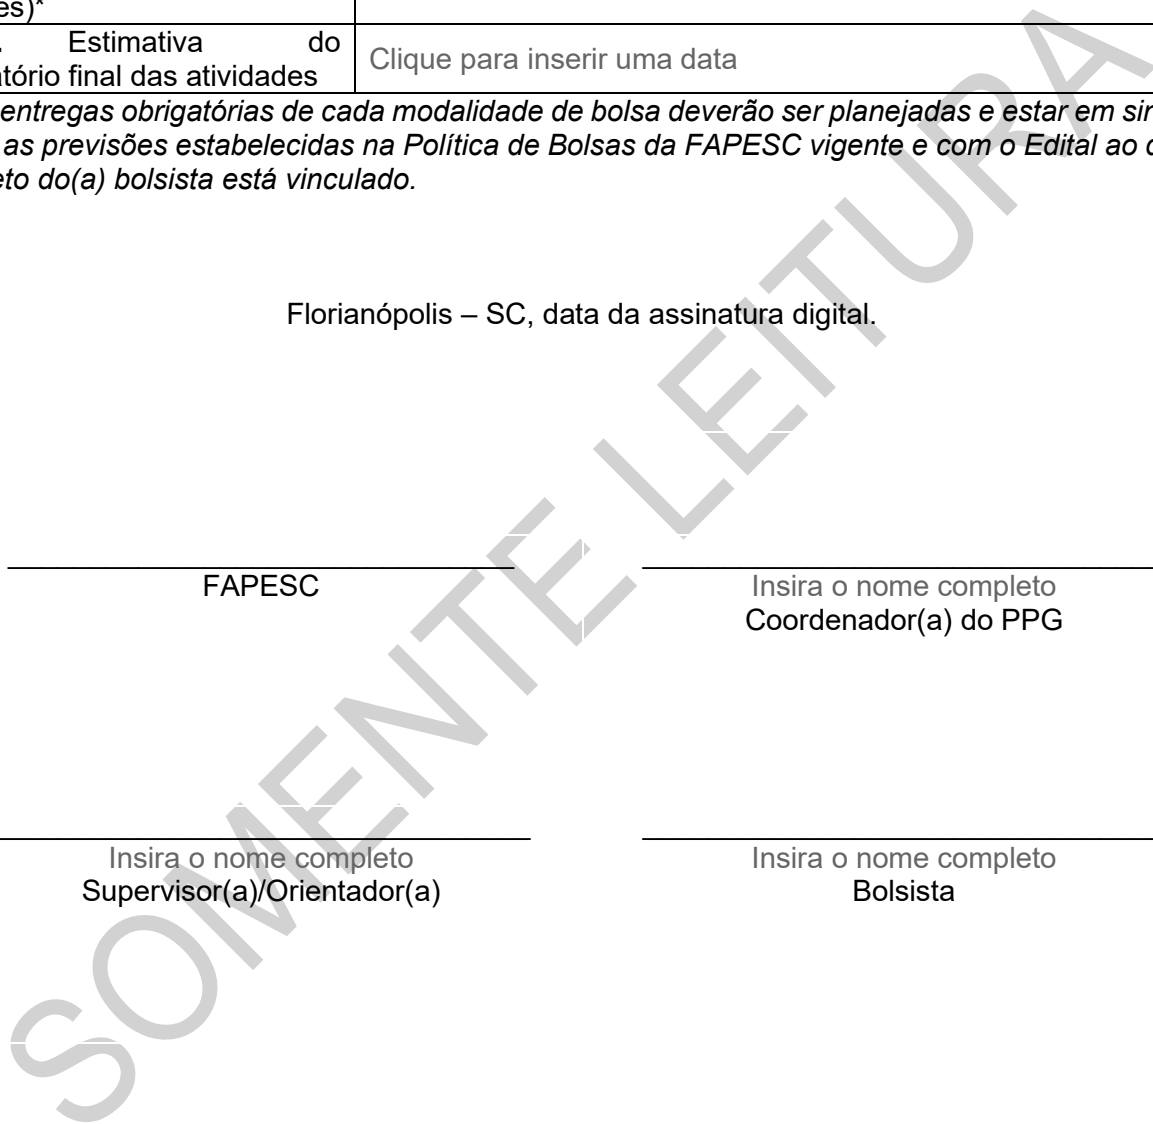 es)*
. Estimativa do
tório final das atividades
Clique para inserir uma data
entregas obrigatórias de cada modalidade de bolsa deverão ser planejadas e estar em sin
as previsões estabelecidas na Política de Bolsas da FAPESC vigente e com o Edital ao
eto do(a) bolsista está vinculado.
Florianópolis – SC, data da assinatura digital.
FAPESC
Insira o nome completo
Coordenador(a) do PPG
Insira o nome completo
Supervisor(a)/Orientador(a)
Insira o nome completo
Bolsista
SOMENTE LEITURA